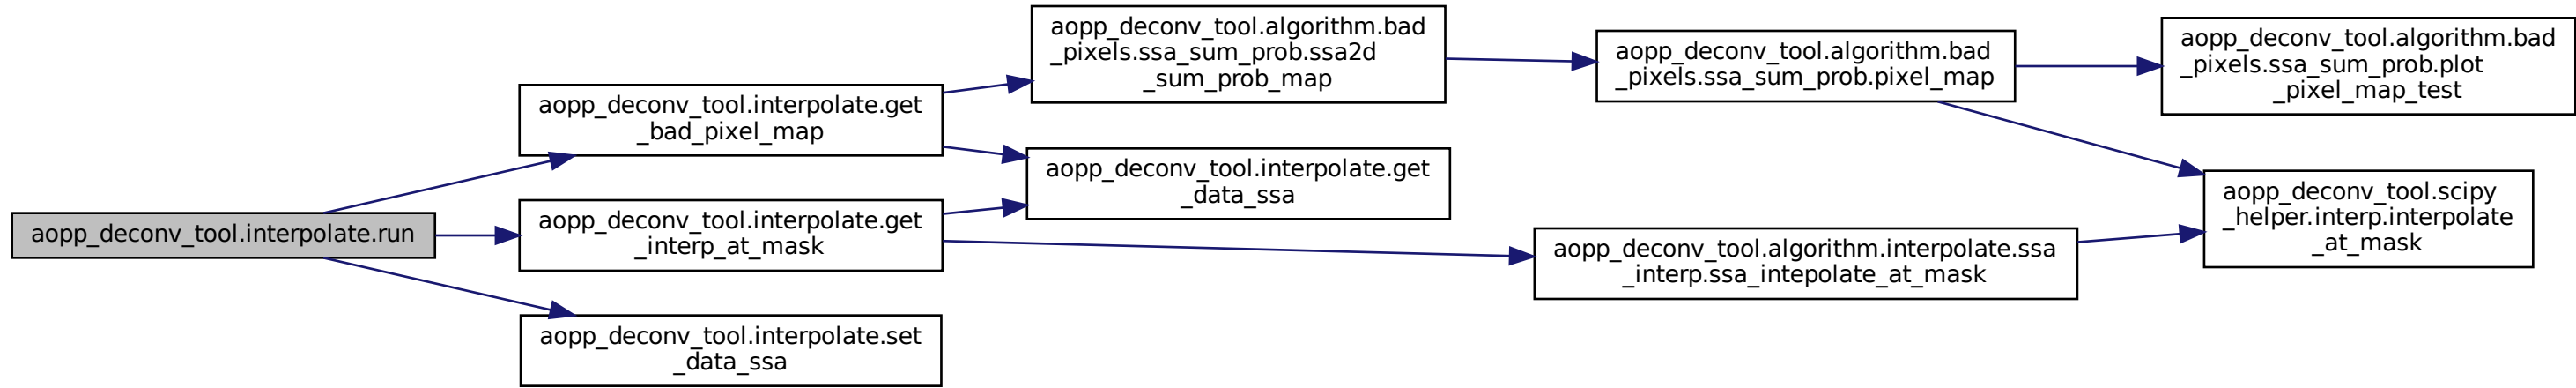 aopp_deconv_tool.interpolate.run
aopp_deconv_tool.interpolate.get
_bad_pixel_map
aopp_deconv_tool.interpolate.get
_interp_at_mask
aopp_deconv_tool.interpolate.set
_data_ssa
aopp_deconv_tool.algorithm.bad
_pixels.ssa_sum_prob.ssa2d
_sum_prob_map
aopp_deconv_tool.interpolate.get
_data_ssa
aopp_deconv_tool.algorithm.bad
_pixels.ssa_sum_prob.pixel_map
aopp_deconv_tool.algorithm.interpolate.ssa
_interp.ssa_intepolate_at_mask
aopp_deconv_tool.algorithm.bad
_pixels.ssa_sum_prob.plot
_pixel_map_test
aopp_deconv_tool.scipy
_helper.interp.interpolate
_at_mask